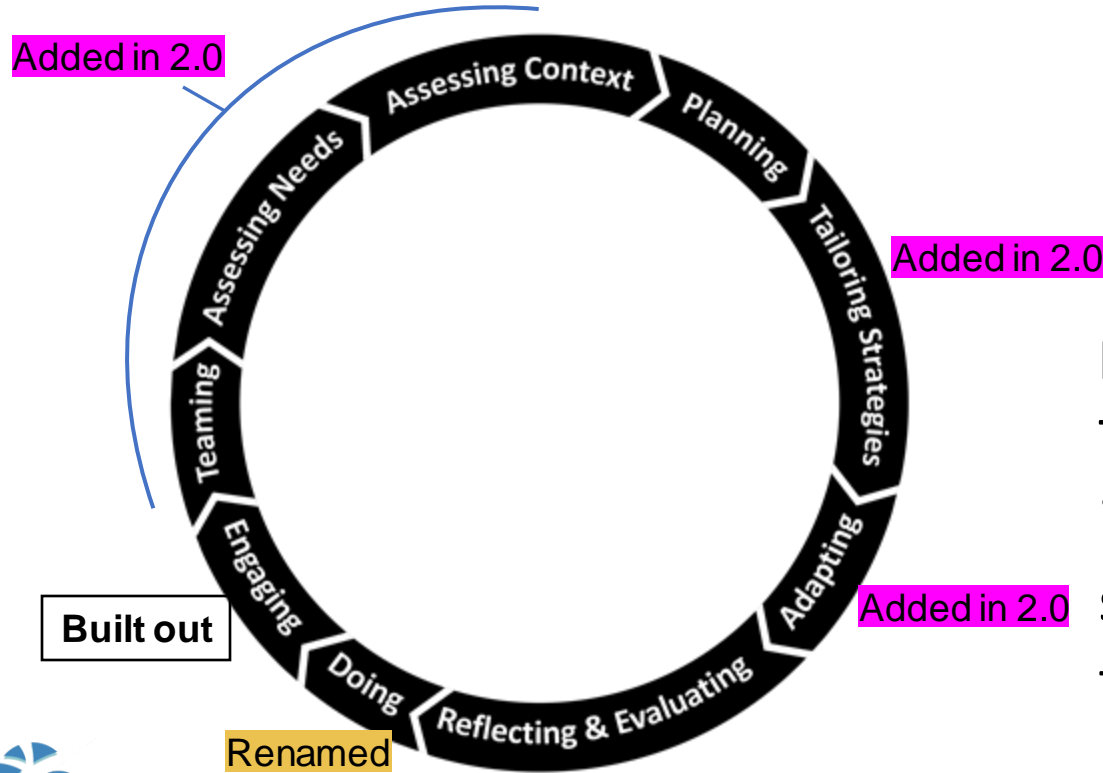 Added in 2.0
Assessing Context
Planning
Assessing Needs
Tailoring Strategies
Added in 2.0
Teaming
Engaging
Adapting
Added in 2.0
Built out
Doing
Reflecting & Evaluating
Renamed